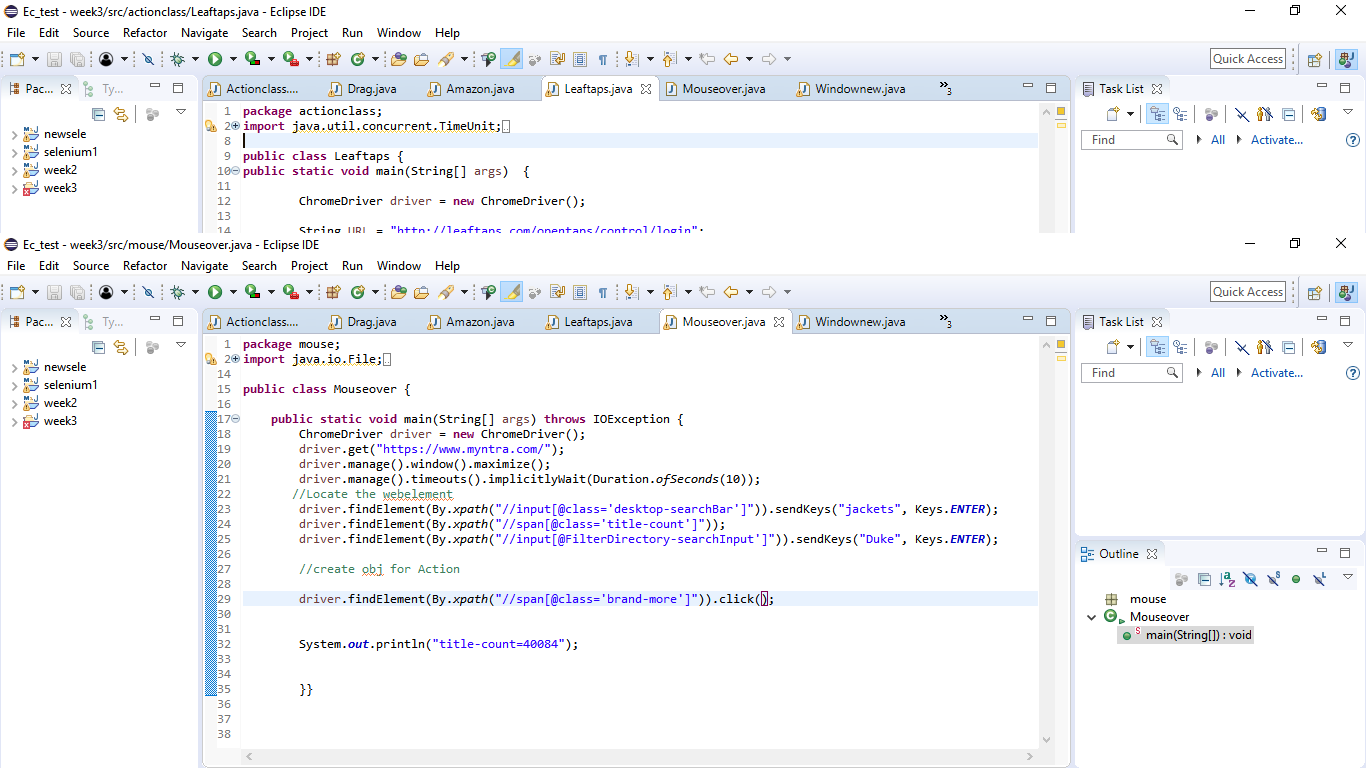 Ec_test - week3/src/actionclass/Leaftaps.java - Eclipse IDE
File Edit Source Refactor Navigate Search Project Run Window Help
Quick Access
Pac... Ty...
Actionclass.... Drag.java Amazon.java Leaftaps.java Mouseover.java Windownew.java »3
Task List
newsele
selenium1
week2
week3
1 package actionclass;
2 import java.util.concurrent.TimeUnit;
8
9 public class Leaftaps {
10 public static void main(String[] args)  {
11
12 ChromeDriver driver = new ChromeDriver();
13
14 String URL = "http://leaftaps.com/opentaps/control/login";
Find All Activate...
Ec_test - week3/src/mouse/Mouseover.java - Eclipse IDE
File Edit Source Refactor Navigate Search Project Run Window Help
Quick Access
Pac... Ty...
Actionclass.... Drag.java Amazon.java Leaftaps.java Mouseover.java Windownew.java »3
Task List
newsele
selenium1
week2
week3
1 package mouse;
2 import java.io.File;
14
15 public class Mouseover {
16
17 public static void main(String[] args) throws IOException {
18 ChromeDriver driver = new ChromeDriver();
19 driver.get("https://www.myntra.com/");
20 driver.manage().window().maximize();
21 driver.manage().timeouts().implicitlyWait(Duration.ofSeconds(10));
22 //Locate the webelement
23 driver.findElement(By.xpath("//input[@class='desktop-searchBar']")).sendKeys("jackets", Keys.ENTER);
24 driver.findElement(By.xpath("//span[@class='title-count']"));
25 driver.findElement(By.xpath("//input[@FilterDirectory-searchInput']")).sendKeys("Duke", Keys.ENTER);
26
27 //create obj for Action
28
29 driver.findElement(By.xpath("//span[@class='brand-more']")).click();
30
31
32 System.out.println("title-count=40084");
33
34
35 }}
36
37
38
Find All Activate...
Outline
mouse
Mouseover
main(String[]) : void